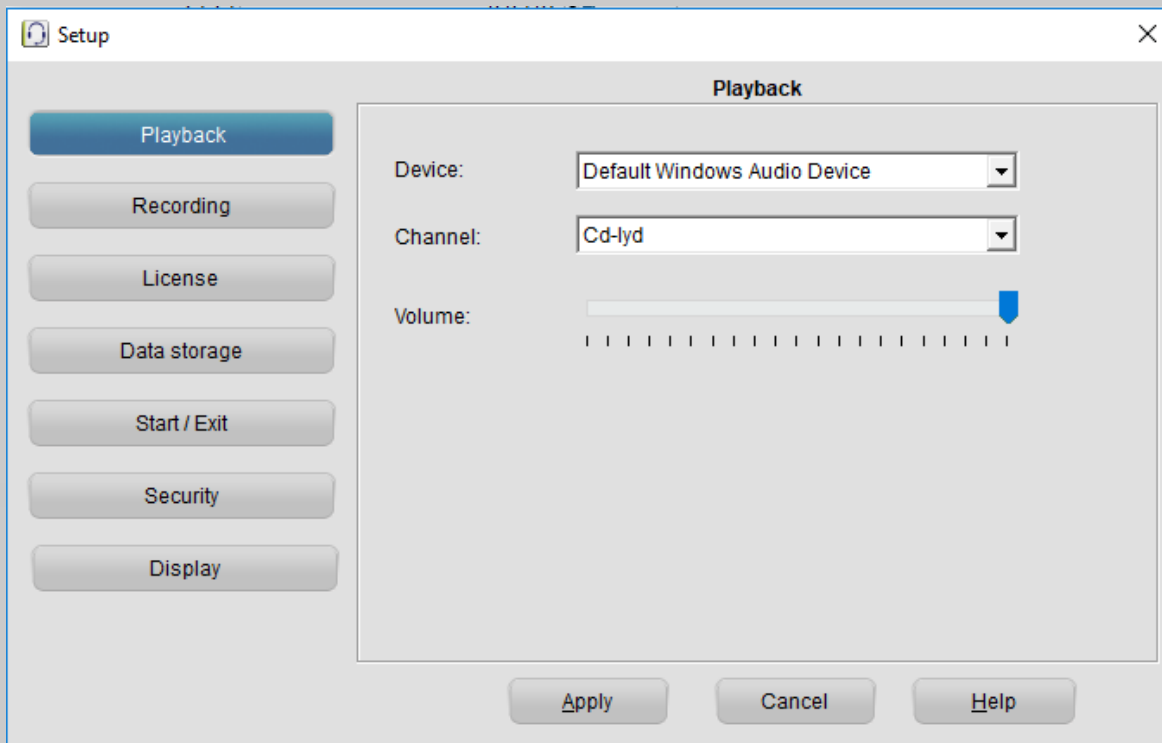 Setup
Playback
Playback
Recording
License
Data storage
Start / Exit
Security
Display
Device:
Default Windows Audio Device
Channel:
Cd-lyd
Volume:
Apply
Cancel
Help